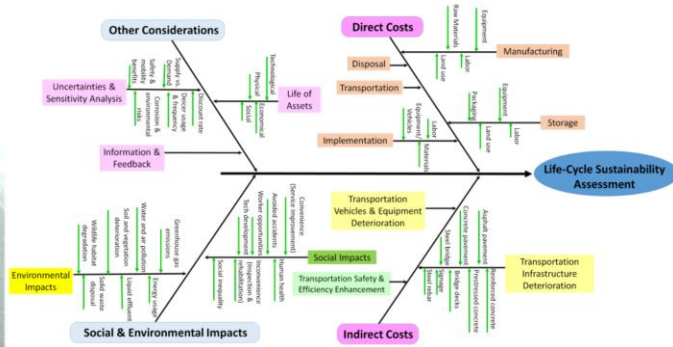 Other Considerations
Direct Costs
Uncertainties &
Sensitivity Analysis
Supply vs.
Demand
Safety &
mobility
benefits
Discount rate
Deicer usage
& frequency
Corrosion &
environmental
risks
Life of
Assets
Technological
Physical
Economical
Social
Information &
Feedback
Disposal
Transportation
Implementation
Equipment/
Vehicles
Labor
Materials
Manufacturing
Equipment
Raw Materials
Labor
Land use
Storage
Equipment
Packaging
Labor
Land use
Life-Cycle Sustainability
Assessment
Environmental
Impacts
Greenhouse gas
emissions
Water and air pollution
Soil and vegetation
deterioration
Wildlife habitat
degradation
Energy usage
Liquid effluent
Solid waste
disposal
Social Impacts
Convenience
(Service improvement)
Avoided accidents
Worker opportunities
Tech development
Human health
Inconvenience
(Inspection &
rehabilitation)
Social inequality
Transportation
Vehicles & Equipment
Deterioration
Transportation Safety &
Efficiency Enhancement
Transportation
Infrastructure
Deterioration
Asphalt pavement
Concrete pavement
Steel bridge
Reinforced concrete
Prestressed concrete
Bridge decks
Signage
Steel rebar
Social & Environmental Impacts
Indirect Costs